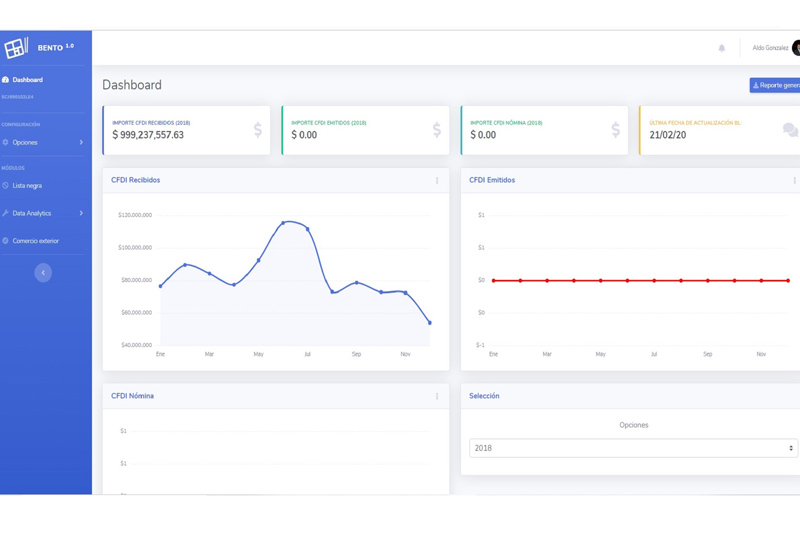 BENTO 1.0
Aldo Gonzalez
Dashboard
Dashboard
Reporte gener
CONFIGURACIÓN
Opciones
MÓDULOS
Lista negra
Data Analytics
Comercio exterior
IMPORTE CFDI RECIBIDOS (2018)
$ 999,237,557.63
IMPORTE CFDI EMITIDOS (2018)
$ 0.00
IMPORTE CFDI NÓMINA (2018)
$ 0.00
ÚLTIMA FECHA DE ACTUALIZACIÓN BL:
21/02/20
CFDI Recibidos
$120,000,000
$100,000,000
$80,000,000
$60,000,000
$40,000,000
Ene Mar May Jul Sep Nov
CFDI Emitidos
$1
$1
$0
$0
$-1
Ene Mar May Jul Sep Nov
CFDI Nómina
$1
$1
Selección
Opciones
2018